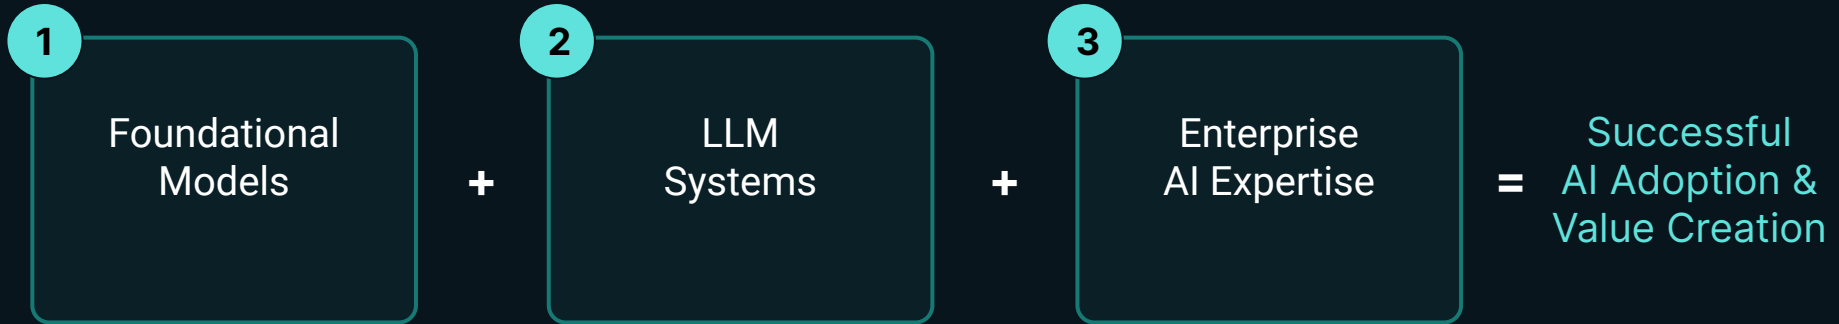 1
Foundational
Models
+
2
LLM
Systems
+
3
Enterprise
AI Expertise
=
Successful
AI Adoption &
Value Creation